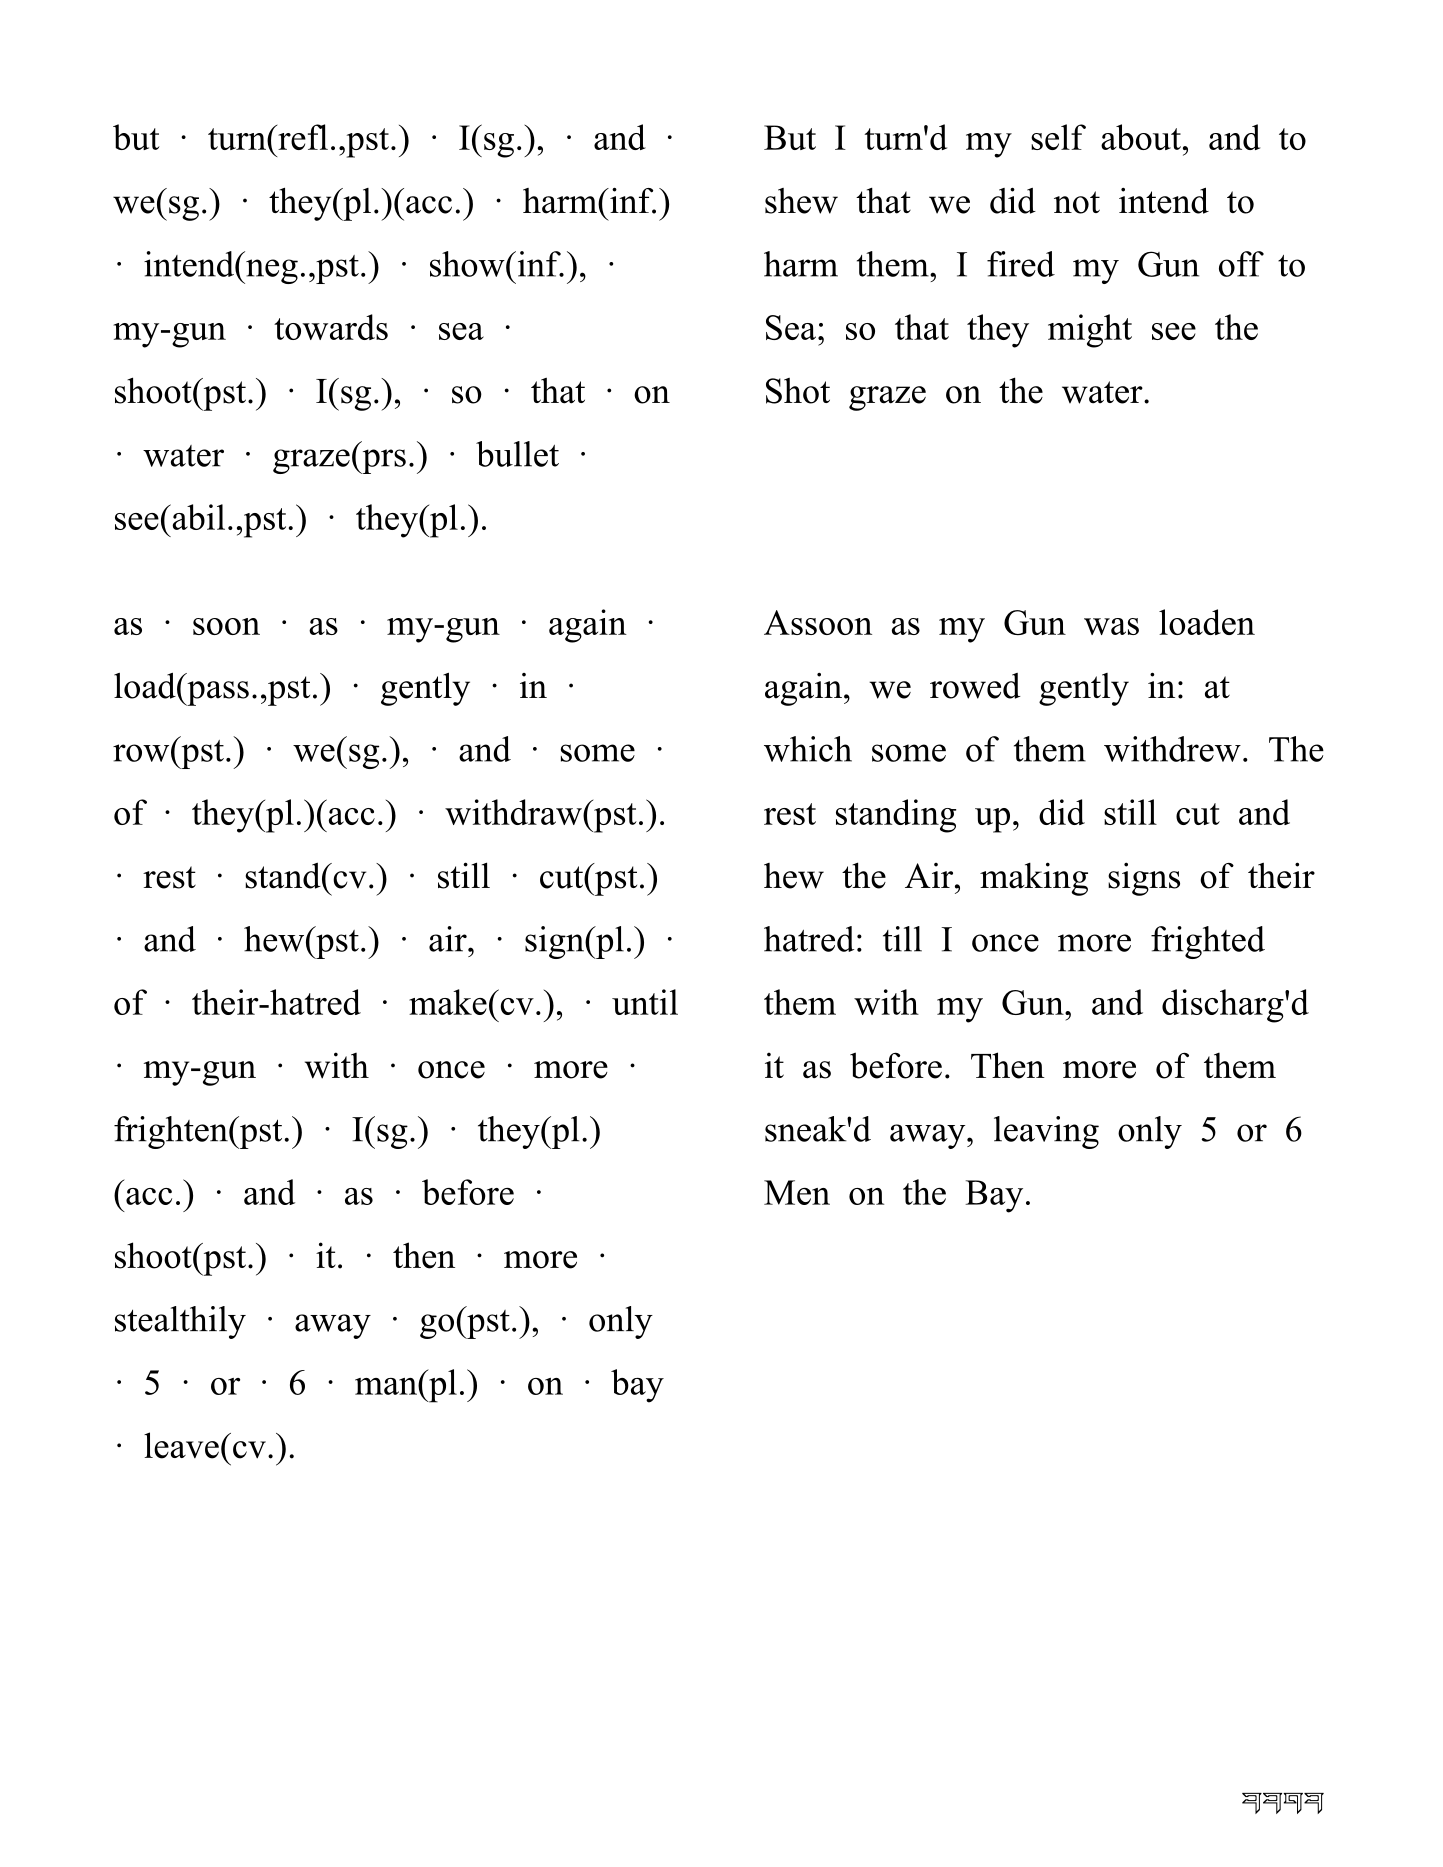 but · turn(refl.,pst.) · I(sg.), · and ·
we(sg.) · they(pl.)(acc.) · harm(inf.)
· intend(neg.,pst.) · show(inf.), ·
my-gun · towards · sea ·
shoot(pst.) · I(sg.), · so · that · on
· water · graze(prs.) · bullet ·
see(abil.,pst.) · they(pl.).
But I turn'd my self about, and to
shew that we did not intend to
harm them, I fired my Gun off to
Sea; so that they might see the
Shot graze on the water.
as · soon · as · my-gun · again ·
load(pass.,pst.) · gently · in ·
row(pst.) · we(sg.), · and · some ·
of · they(pl.)(acc.) · withdraw(pst.).
· rest · stand(cv.) · still · cut(pst.)
· and · hew(pst.) · air, · sign(pl.) ·
of · their-hatred · make(cv.), · until
· my-gun · with · once · more ·
frighten(pst.) · I(sg.) · they(pl.)
(acc.) · and · as · before ·
shoot(pst.) · it. · then · more ·
stealthily · away · go(pst.), · only
· 5 · or · 6 · man(pl.) · on · bay
· leave(cv.).
Assoon as my Gun was loaden
again, we rowed gently in: at
which some of them withdrew. The
rest standing up, did still cut and
hew the Air, making signs of their
hatred: till I once more frighted
them with my Gun, and discharg'd
it as before. Then more of them
sneak'd away, leaving only 5 or 6
Men on the Bay.